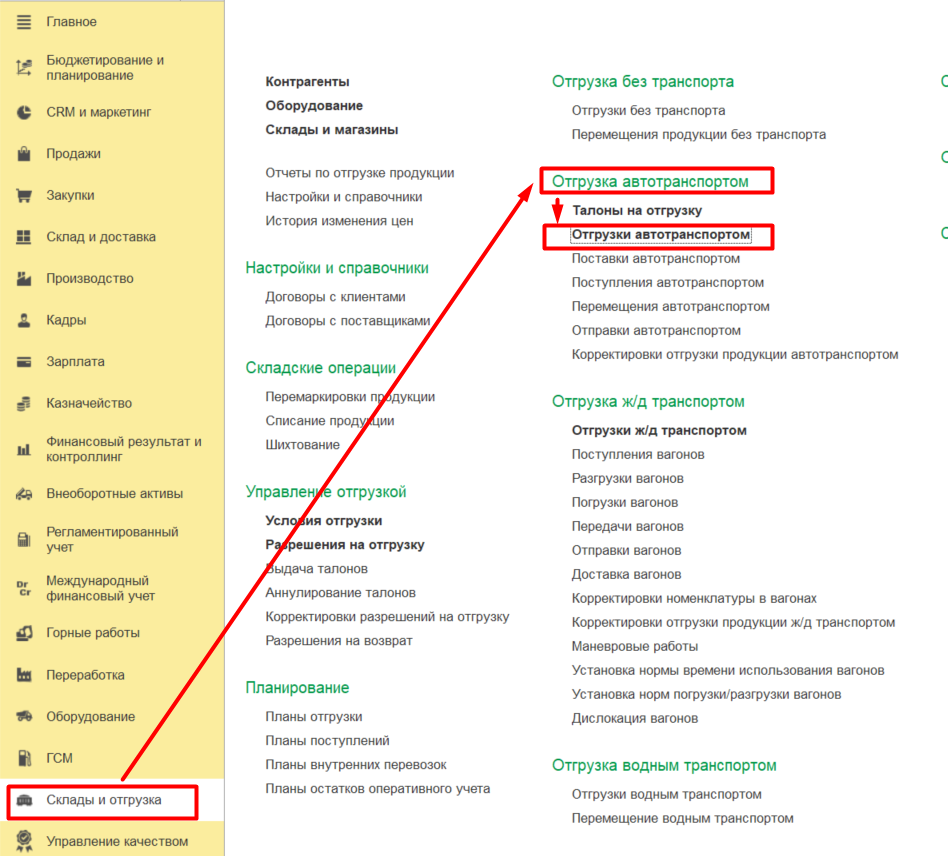 Главное
Бюджетирование и
планирование
CRM и маркетинг
Продажи
Закупки
Склад и доставка
Производство
Кадры
Зарплата
Казначейство
Финансовый результат и
контроллинг
Внеоборотные активы
Регламентированный
учет
Международный
финансовый учет
Горные работы
Переработка
Оборудование
ГСМ
Склады и отгрузка
Управление качеством
Контрагенты
Оборудование
Склады и магазины
Отчеты по отгрузке продукции
Настройки и справочники
История изменения цен
Настройки и справочники
Договоры с клиентами
Договоры с поставщиками
Складские операции
Перемаркировки продукции
Списание продукции
Шихтование
Управление отгрузкой
Условия отгрузки
Разрешения на отгрузку
Выдача талонов
Аннулирование талонов
Корректировки разрешений на отгрузку
Разрешения на возврат
Планирование
Планы отгрузки
Планы поступлений
Планы внутренних перевозок
Планы остатков оперативного учета
Отгрузка без транспорта
Отгрузки без транспорта
Перемещения продукции без транспорта
Отгрузка автотранспортом
Талоны на отгрузку
Отгрузки автотранспортом
Поставки автотранспортом
Поступления автотранспортом
Перемещения автотранспортом
Отправки автотранспортом
Корректировки отгрузки продукции автотранспортом
Отгрузка ж/д транспортом
Отгрузки ж/д транспортом
Поступления вагонов
Разгрузки вагонов
Погрузки вагонов
Передачи вагонов
Отправки вагонов
Доставка вагонов
Корректировки номенклатуры в вагонах
Корректировки отгрузки продукции ж/д транспортом
Маневровые работы
Установка нормы времени использования вагонов
Установка норм погрузки/разгрузки вагонов
Дислокация вагонов
Отгрузка водным транспортом
Отгрузки водным транспортом
Перемещение водным транспортом